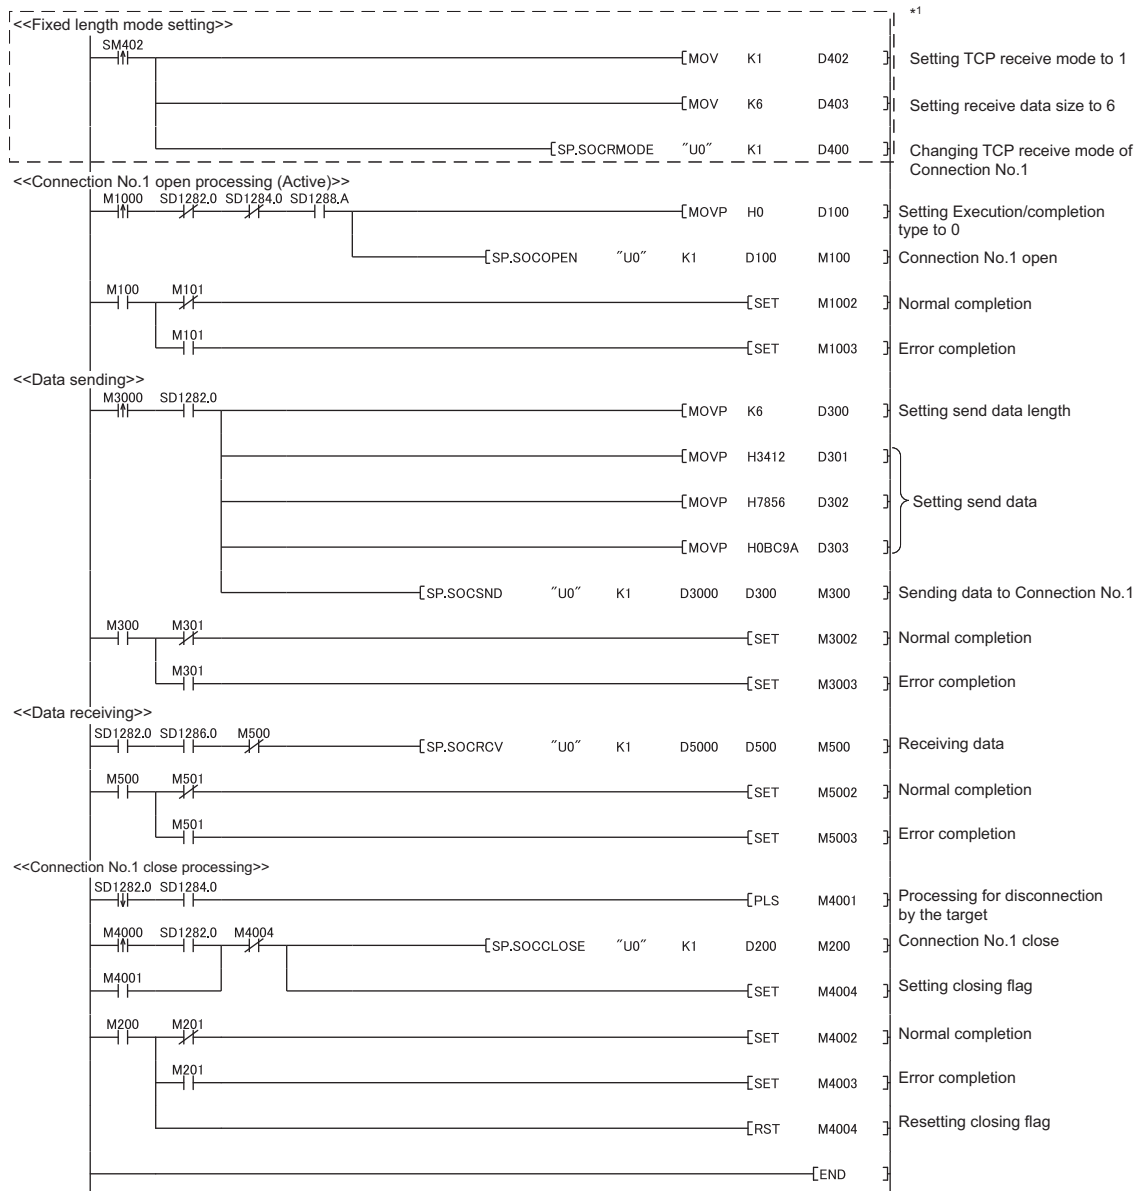 *1
<<Fixed length mode setting>>
SM402
[MOV K1 D402 ] Setting TCP receive mode to 1
[MOV K6 D403 ] Setting receive data size to 6
[SP.SOCRMODE "U0" K1 D400 ] Changing TCP receive mode of
Connection No.1
<<Connection No.1 open processing (Active)>>
M1000 SD1282.0 SD1284.0 SD1288.A
[MOVP H0 D100 ] Setting Execution/completion
type to 0
[SP.SOCOPEN "U0" K1 D100 M100 ] Connection No.1 open
M100 M101
[SET M1002 ] Normal completion
M101
[SET M1003 ] Error completion
<<Data sending>>
M3000 SD1282.0
[MOVP K6 D300 ] Setting send data length
[MOVP H3412 D301 ]
[MOVP H7856 D302 ] Setting send data
[MOVP H0BC9A D303 ]
[SP.SOCSND "U0" K1 D3000 D300 M300 ] Sending data to Connection No.1
M300 M301
[SET M3002 ] Normal completion
M301
[SET M3003 ] Error completion
<<Data receiving>>
SD1282.0 SD1286.0 M500
[SP.SOCRCV "U0" K1 D5000 D500 M500 ] Receiving data
M500 M501
[SET M5002 ] Normal completion
M501
[SET M5003 ] Error completion
<<Connection No.1 close processing>>
SD1282.0 SD1284.0
[PLS M4001 ] Processing for disconnection
by the target
M4000 SD1282.0 M4004
[SP.SOCCLOSE "U0" K1 D200 M200 ] Connection No.1 close
M4001
[SET M4004 ] Setting closing flag
M200 M201
[SET M4002 ] Normal completion
M201
[SET M4003 ] Error completion
[RST M4004 ] Resetting closing flag
[END ]